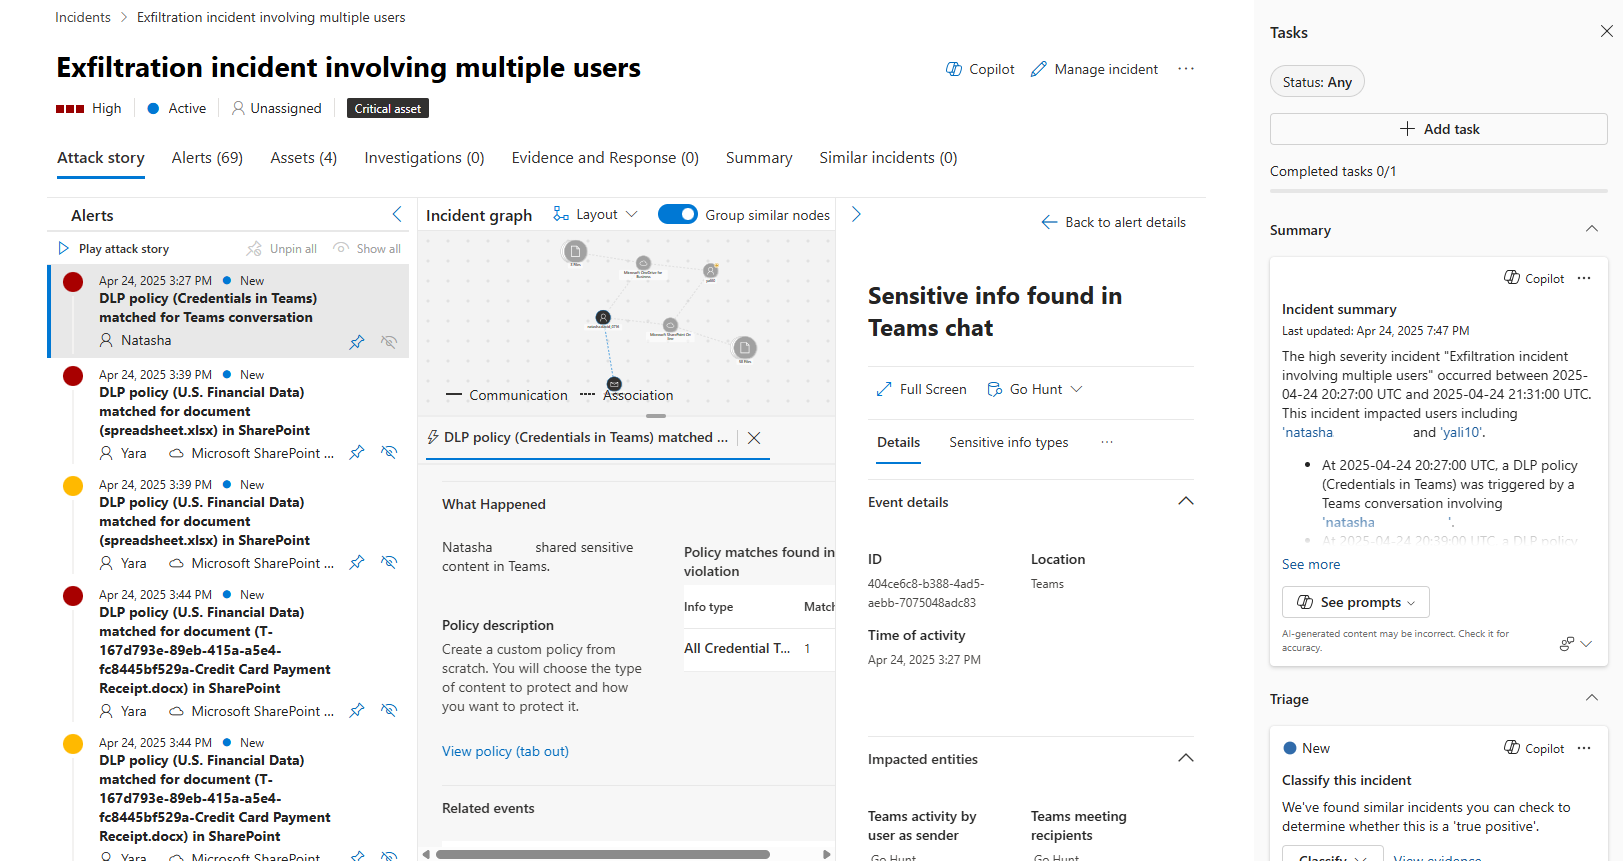 Incidents > Exfiltration incident involving multiple users
Exfiltration incident involving multiple users
Copilot
Manage incident
High
Active
Unassigned
Critical asset
Attack story
Alerts (69)
Assets (4)
Investigations (0)
Evidence and Response (0)
Summary
Similar incidents (0)
Alerts
Play attack story
Unpin all
Show all
Apr 24, 2025 3:27 PM
New
DLP policy (Credentials in Teams)
matched for Teams conversation
Natasha
Apr 24, 2025 3:39 PM
New
DLP policy (U.S. Financial Data)
matched for document
(spreadsheet.xlsx) in SharePoint
Yara
Microsoft SharePoint ...
Apr 24, 2025 3:39 PM
New
DLP policy (U.S. Financial Data)
matched for document
(spreadsheet.xlsx) in SharePoint
Yara
Microsoft SharePoint ...
Apr 24, 2025 3:44 PM
New
DLP policy (U.S. Financial Data)
matched for document (T-
167d793e-89eb-415a-a5e4-
fc8445bf529a-Credit Card Payment
Receipt.docx) in SharePoint
Yara
Microsoft SharePoint ...
Apr 24, 2025 3:44 PM
New
DLP policy (U.S. Financial Data)
matched for document (T-
167d793e-89eb-415a-a5e4-
fc8445bf529a-Credit Card Payment
Receipt.docx) in SharePoint
Yara
Microsoft SharePoint ...
Incident graph
Layout
Group similar nodes
Microsoft OneDrive for
Business
Microsoft SharePoint On
line
Communication
Association
DLP policy (Credentials in Teams) matched ...
What Happened
Natasha shared sensitive
content in Teams.
Policy matches found in
violation
Info type
Match
All Credential T...
1
Policy description
Create a custom policy from
scratch. You will choose the type
of content to protect and how
you want to protect it.
View policy (tab out)
Related events
Back to alert details
Sensitive info found in
Teams chat
Full Screen
Go Hunt
Details
Sensitive info types
...
Event details
ID
404ce6c8-b388-4ad5-
aebb-7075048adc83
Location
Teams
Time of activity
Apr 24, 2025 3:27 PM
Impacted entities
Teams activity by
user as sender
Go Hunt
Teams meeting
recipients
Go Hunt
Tasks
Status: Any
Add task
Completed tasks 0/1
Summary
Copilot
Incident summary
Last updated: Apr 24, 2025 7:47 PM
The high severity incident "Exfiltration incident
involving multiple users" occurred between 2025-
04-24 20:27:00 UTC and 2025-04-24 21:31:00 UTC.
This incident impacted users including
'natasha and 'yali10'.
• At 2025-04-24 20:27:00 UTC, a DLP policy
(Credentials in Teams) was triggered by a
Teams conversation involving
'natasha '.
• At 2025-04-24 20:39:00 UTC, a DLP policy
See more
See prompts
AI-generated content may be incorrect. Check it for
accuracy.
Triage
New
Copilot
Classify this incident
We've found similar incidents you can check to
determine whether this is a 'true positive'.
Classify
View evidence